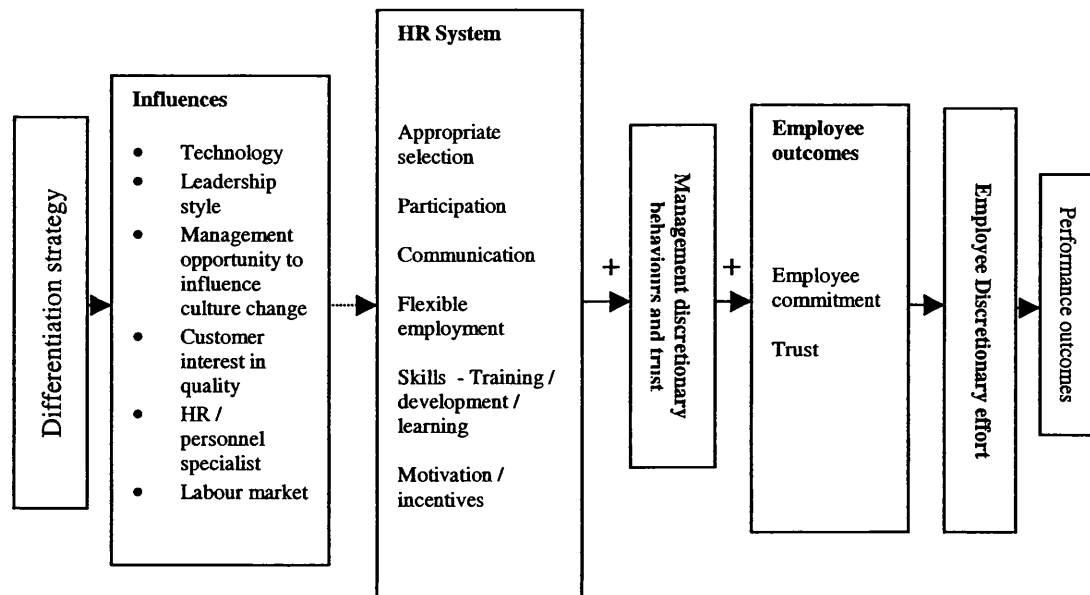 Differentiation strategy
Influences
• Technology
• Leadership
style
• Management
opportunity to
influence
culture change
• Customer
interest in
quality
• HR /
personnel
specialist
• Labour market
HR System
Appropriate
selection
Participation
Communication
Flexible
employment
Skills - Training /
development /
learning
Motivation /
incentives
+
Management discretionary
behaviours and trust
+
Employee
outcomes
Employee
commitment
Trust
Employee Discretionary effort
Performance outcomes